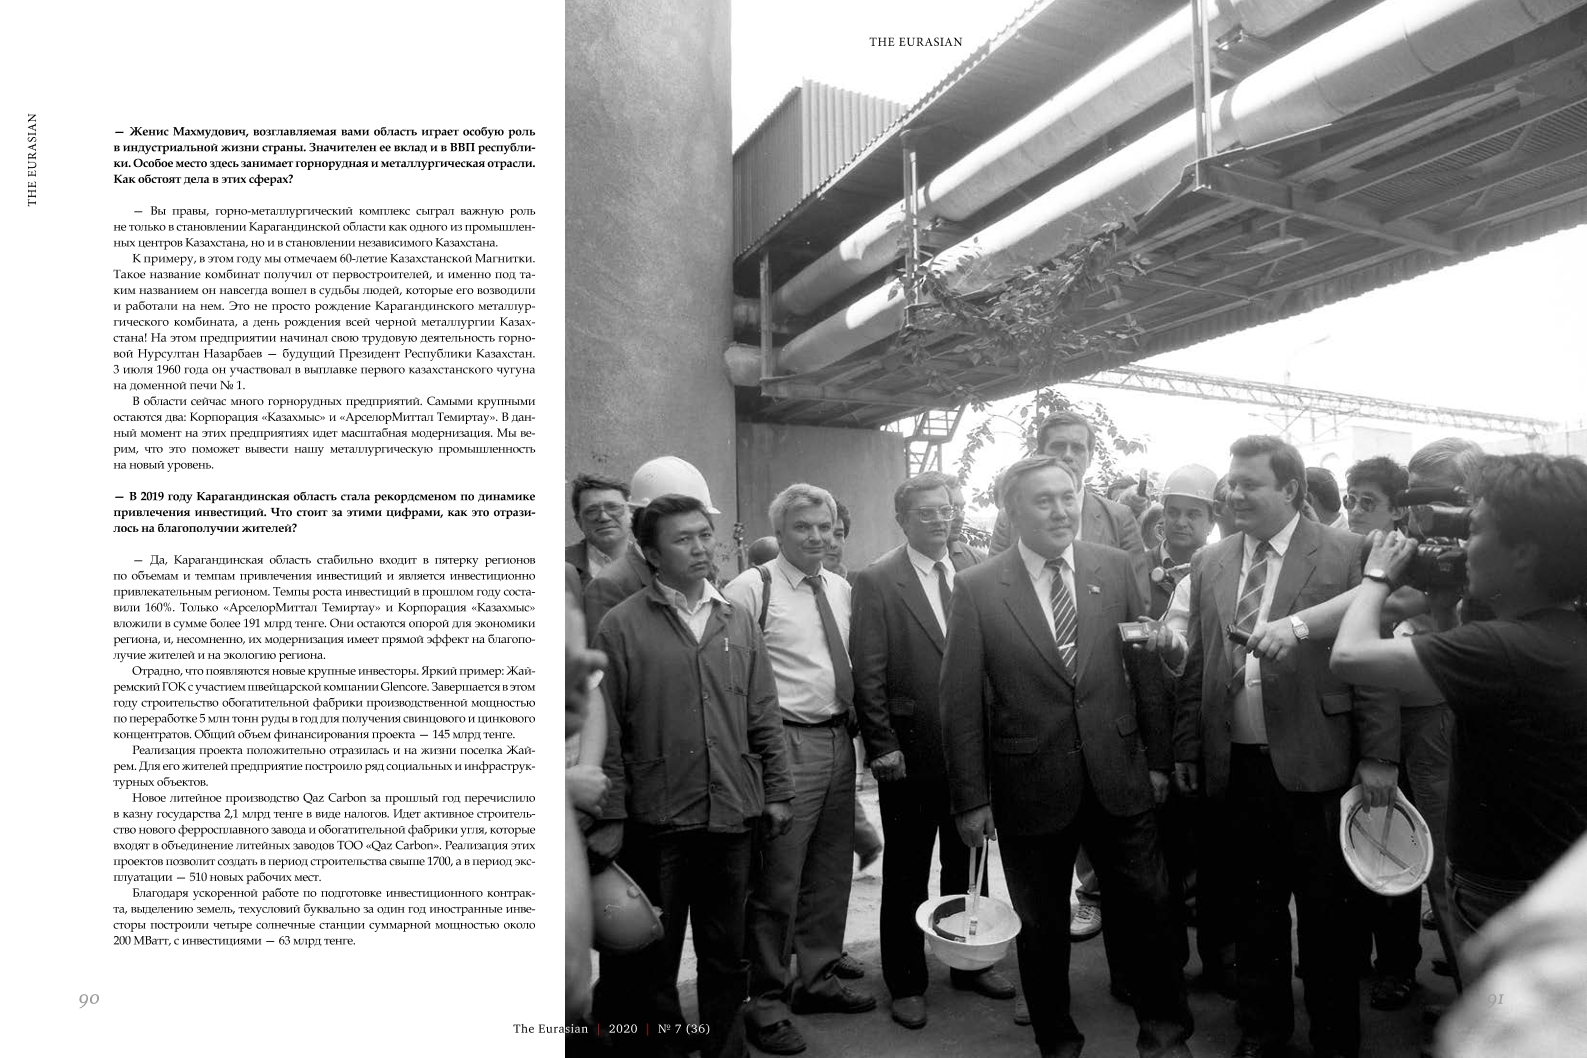 THE EURASIAN
THE EURASIAN
— Женис Махмудович, возглавляемая вами область играет особую роль
в индустриальной жизни страны. Значителен ее вклад и в ВВП республи-
ки. Особое место здесь занимает горнорудная и металлургическая отрасли.
Как обстоят дела в этих сферах?
— Вы правы, горно-металлургический комплекс сыграл важную роль
не только в становлении Карагандинской области как одного из промышлен-
ных центров Казахстана, но и в становлении независимого Казахстана.
К примеру, в этом году мы отмечаем 60-летие Казахстанской Магнитки.
Такое название комбинат получил от первостроителей, и именно под та-
ким названием он навсегда вошел в судьбы людей, которые его возводили
и работали на нем. Это не просто рождение Карагандинского металлур-
гического комбината, а день рождения всей черной металлургии Казах-
стана! На этом предприятии начинал свою трудовую деятельность горно-
вой Нурсултан Назарбаев — будущий Президент Республики Казахстан.
3 июля 1960 года он участвовал в выплавке первого казахстанского чугуна
на доменной печи № 1.
В области сейчас много горнорудных предприятий. Самыми крупными
остаются два: Корпорация «Казахмыс» и «АрселорМиттал Темиртау». В дан-
ный момент на этих предприятиях идет масштабная модернизация. Мы ве-
рим, что это поможет вывести нашу металлургическую промышленность
на новый уровень.
— В 2019 году Карагандинская область стала рекордсменом по динамике
привлечения инвестиций. Что стоит за этими цифрами, как это отрази-
лось на благополучии жителей?
— Да, Карагандинская область стабильно входит в пятерку регионов
по объемам и темпам привлечения инвестиций и является инвестиционно
привлекательным регионом. Темпы роста инвестиций в прошлом году соста-
вили 160%. Только «АрселорМиттал Темиртау» и Корпорация «Казахмыс»
вложили в сумме более 191 млрд тенге. Они остаются опорой для экономики
региона, и, несомненно, их модернизация имеет прямой эффект на благопо-
лучие жителей и на экологию региона.
Отрадно, что появляются новые крупные инвесторы. Яркий пример: Жай-
ремский ГОК с участием швейцарской компании Glencore. Завершается в этом
году строительство обогатительной фабрики производственной мощностью
по переработке 5 млн тонн руды в год для получения свинцового и цинкового
концентратов. Общий объем финансирования проекта — 145 млрд тенге.
Реализация проекта положительно отразилась и на жизни поселка Жай-
рем. Для его жителей предприятие построило ряд социальных и инфраструк-
турных объектов.
Новое литейное производство Qaz Carbon за прошлый год перечислило
в казну государства 2,1 млрд тенге в виде налогов. Идет активное строитель-
ство нового ферросплавного завода и обогатительной фабрики угля, которые
входят в объединение литейных заводов ТОО «Qaz Carbon». Реализация этих
проектов позволит создать в период строительства свыше 1700, а в период экс-
плуатации — 510 новых рабочих мест.
Благодаря ускоренной работе по подготовке инвестиционного контрак-
та, выделению земель, техусловий буквально за один год иностранные инве-
сторы построили четыре солнечные станции суммарной мощностью около
200 МВатт, с инвестициями — 63 млрд тенге.
90
91
The Eurasian | 2020 | № 7 (36)